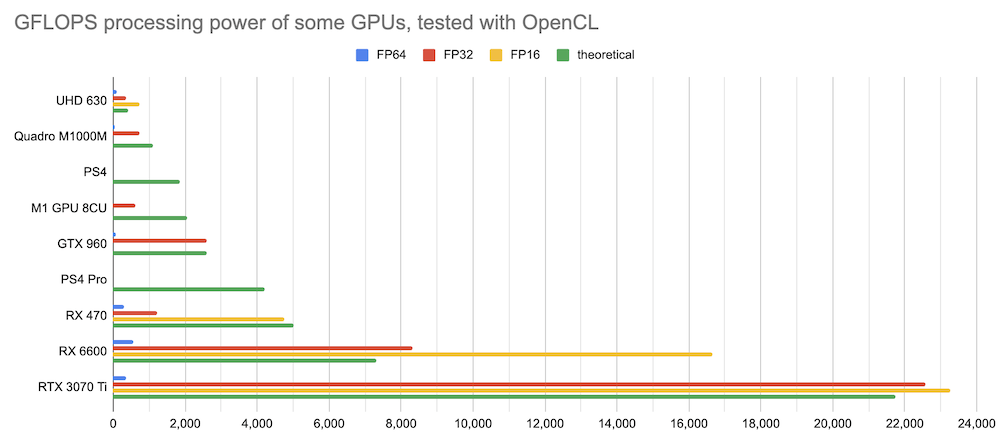 GFLOPS processing power of some GPUs, tested with OpenCL
FP64 FP32 FP16 theoretical
UHD 630
Quadro M1000M
PS4
M1 GPU 8CU
GTX 960
PS4 Pro
RX 470
RX 6600
RTX 3070 Ti
0 2,000 4,000 6,000 8,000 10,000 12,000 14,000 16,000 18,000 20,000 22,000 24,000